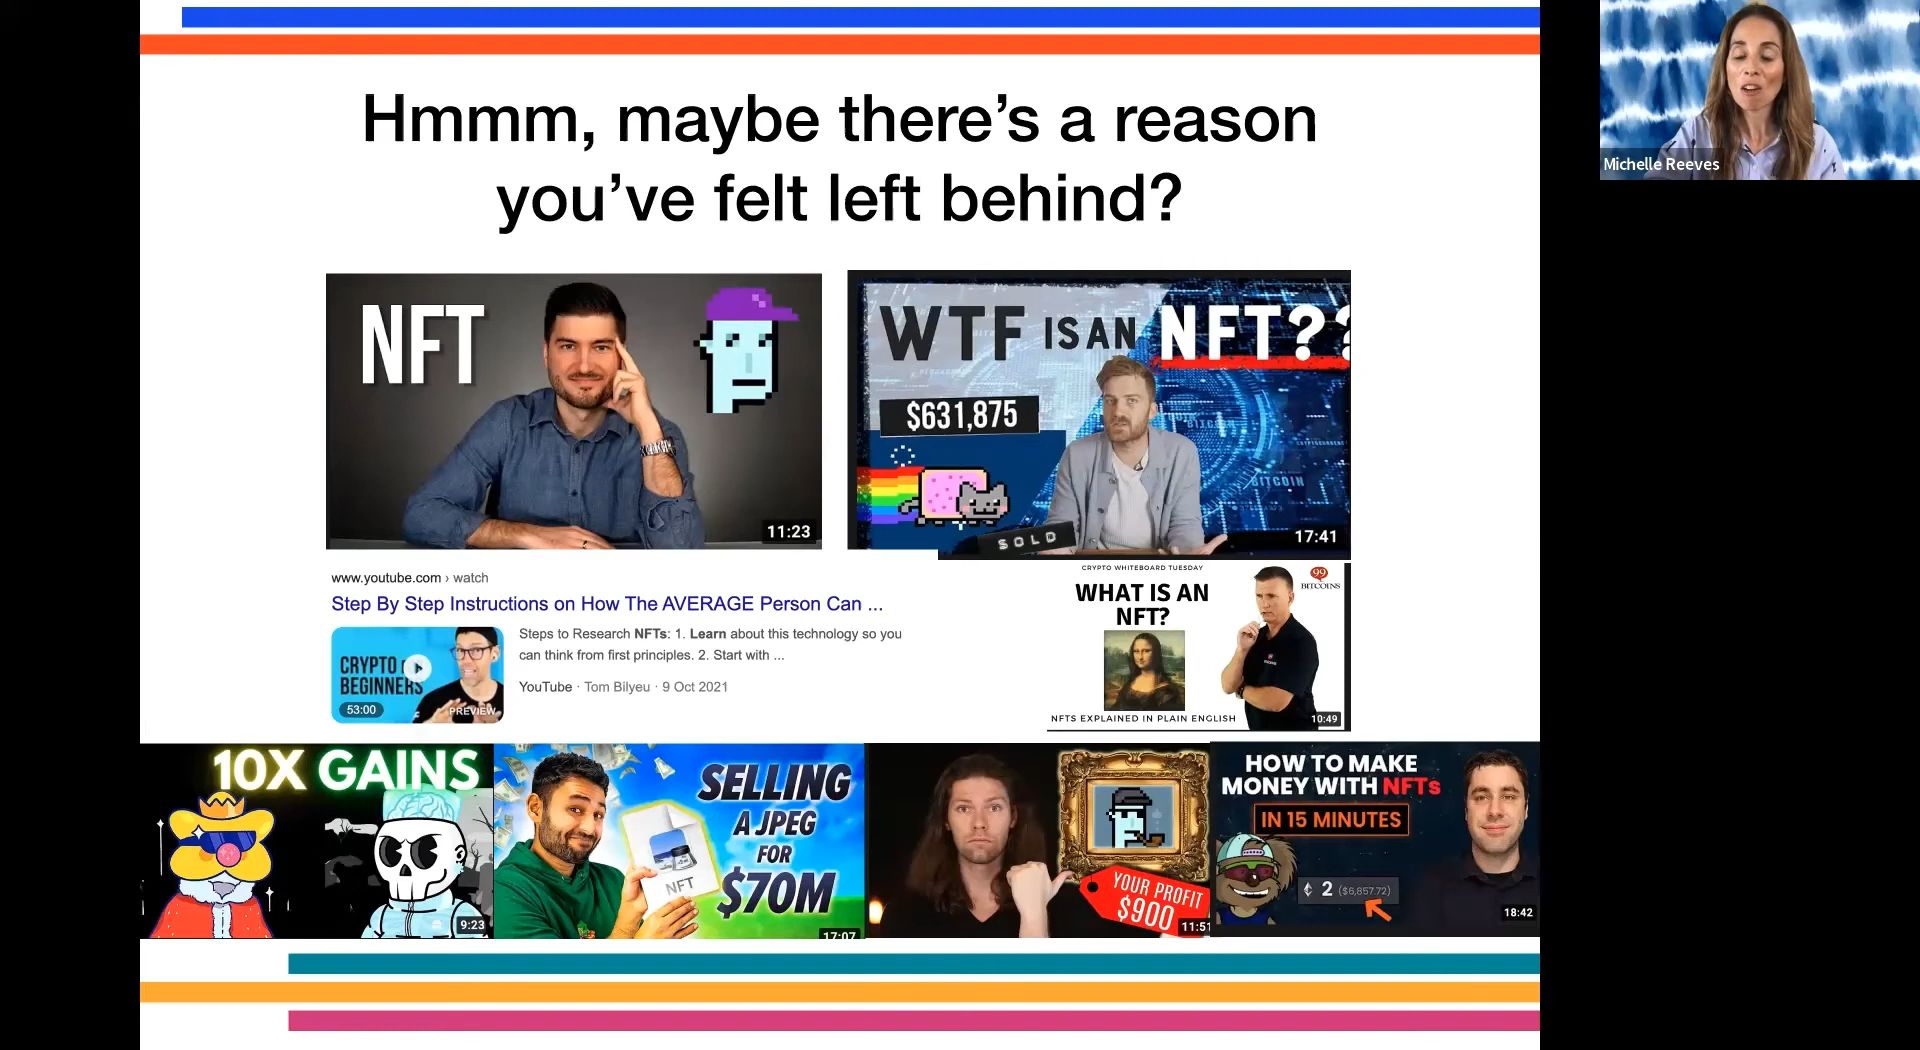 Hmmm, maybe there's a reason
you've felt left behind?
Michelle Reeves
NFT
11:23
WTF IS AN NFT??
$631,875
BITCOIN
SOLD
17:41
www.youtube.com › watch
Step By Step Instructions on How The AVERAGE Person Can ...
CRYPTO
BEGINNERS
53:00
PREVIEW
Steps to Research NFTs: 1. Learn about this technology so you
can think from first principles. 2. Start with ...
YouTube · Tom Bilyeu · 9 Oct 2021
CRYPTO WHITEBOARD TUESDAY
WHAT IS AN
NFT?
99
BITCOINS
NFTS EXPLAINED IN PLAIN ENGLISH
10:49
10X GAINS
9:23
SELLING
A JPEG
FOR
$70M
NFT
17:07
YOUR PROFIT
$900
11:51
HOW TO MAKE
MONEY WITH NFTs
IN 15 MINUTES
2 ($6,857.72)
18:42